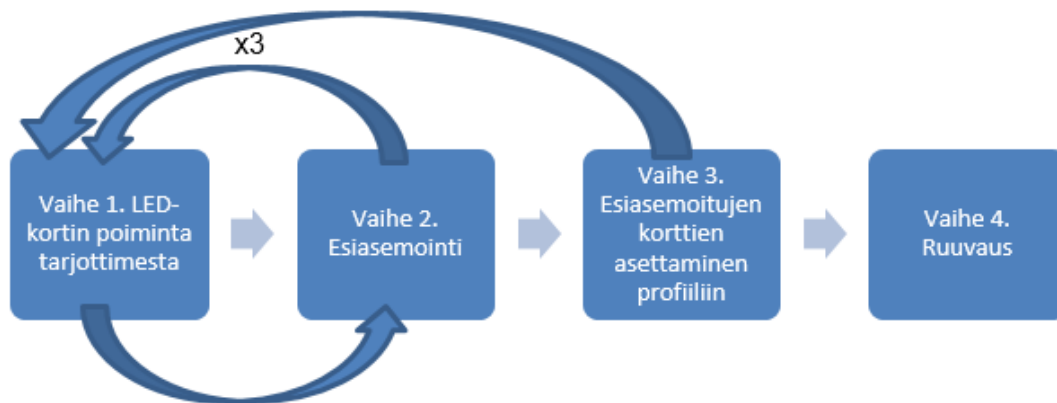 x3
Vaihe 1. LED-
kortin poiminta
tarjottimesta
Vaihe 2.
Esiasemointi
Vaihe 3.
Esiasemoitujen
korttien
asettaminen
profiiliin
Vaihe 4.
Ruuvaus